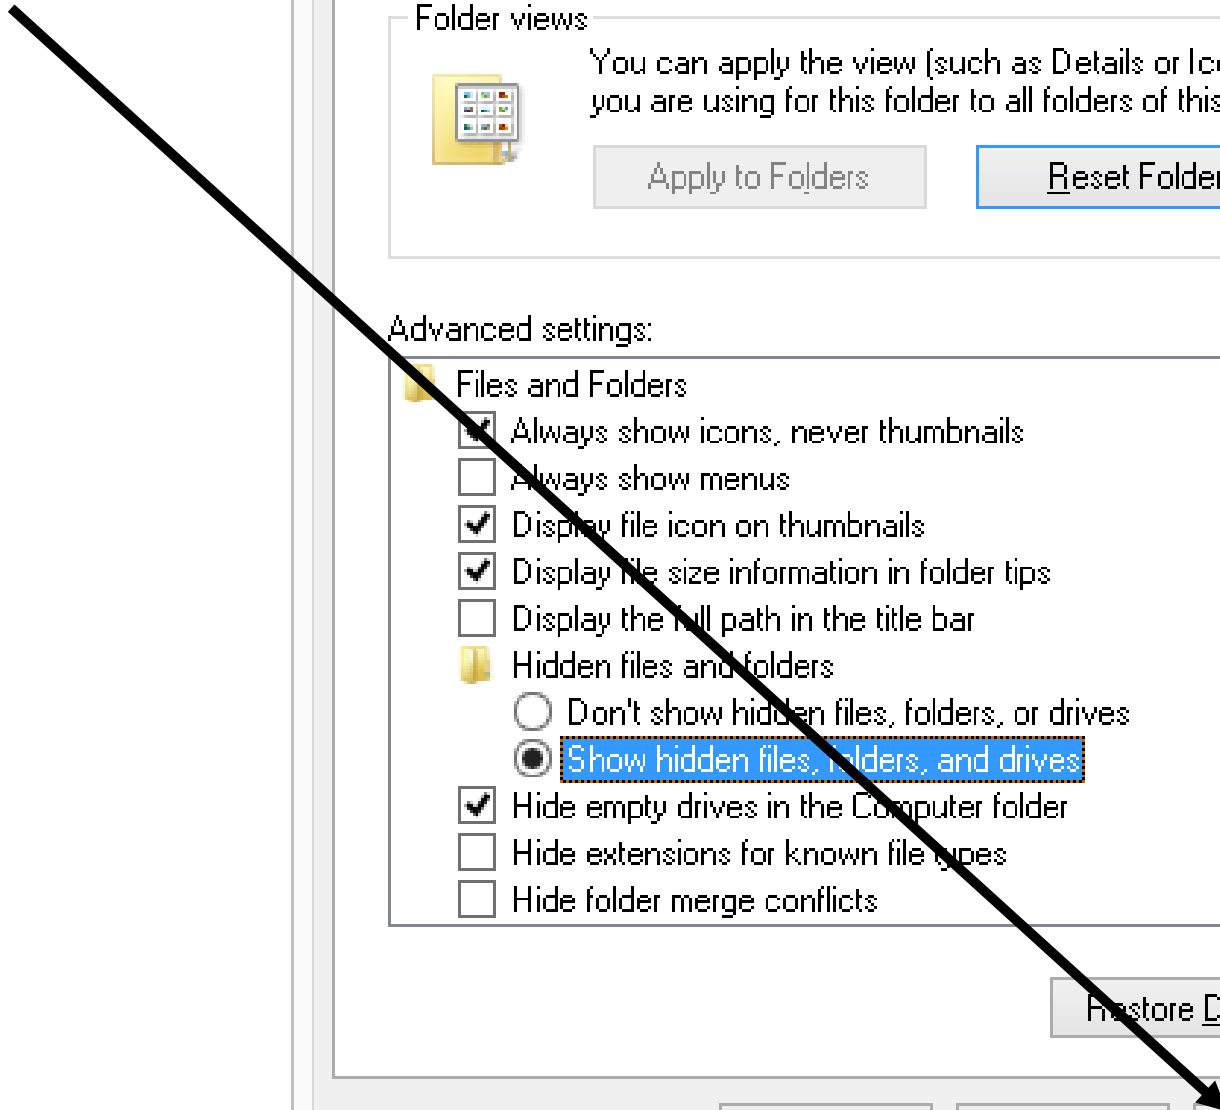 Folder views
You can apply the view (such as Details or Ic
you are using for this folder to all folders of this
Apply to Folders
Reset Folder
Advanced settings:
Files and Folders
Always show icons, never thumbnails
Always show menus
Display file icon on thumbnails
Display file size information in folder tips
Display the full path in the title bar
Hidden files and folders
Don't show hidden files, folders, or drives
Show hidden files, folders, and drives
Hide empty drives in the Computer folder
Hide extensions for known file types
Hide folder merge conflicts
Restore D